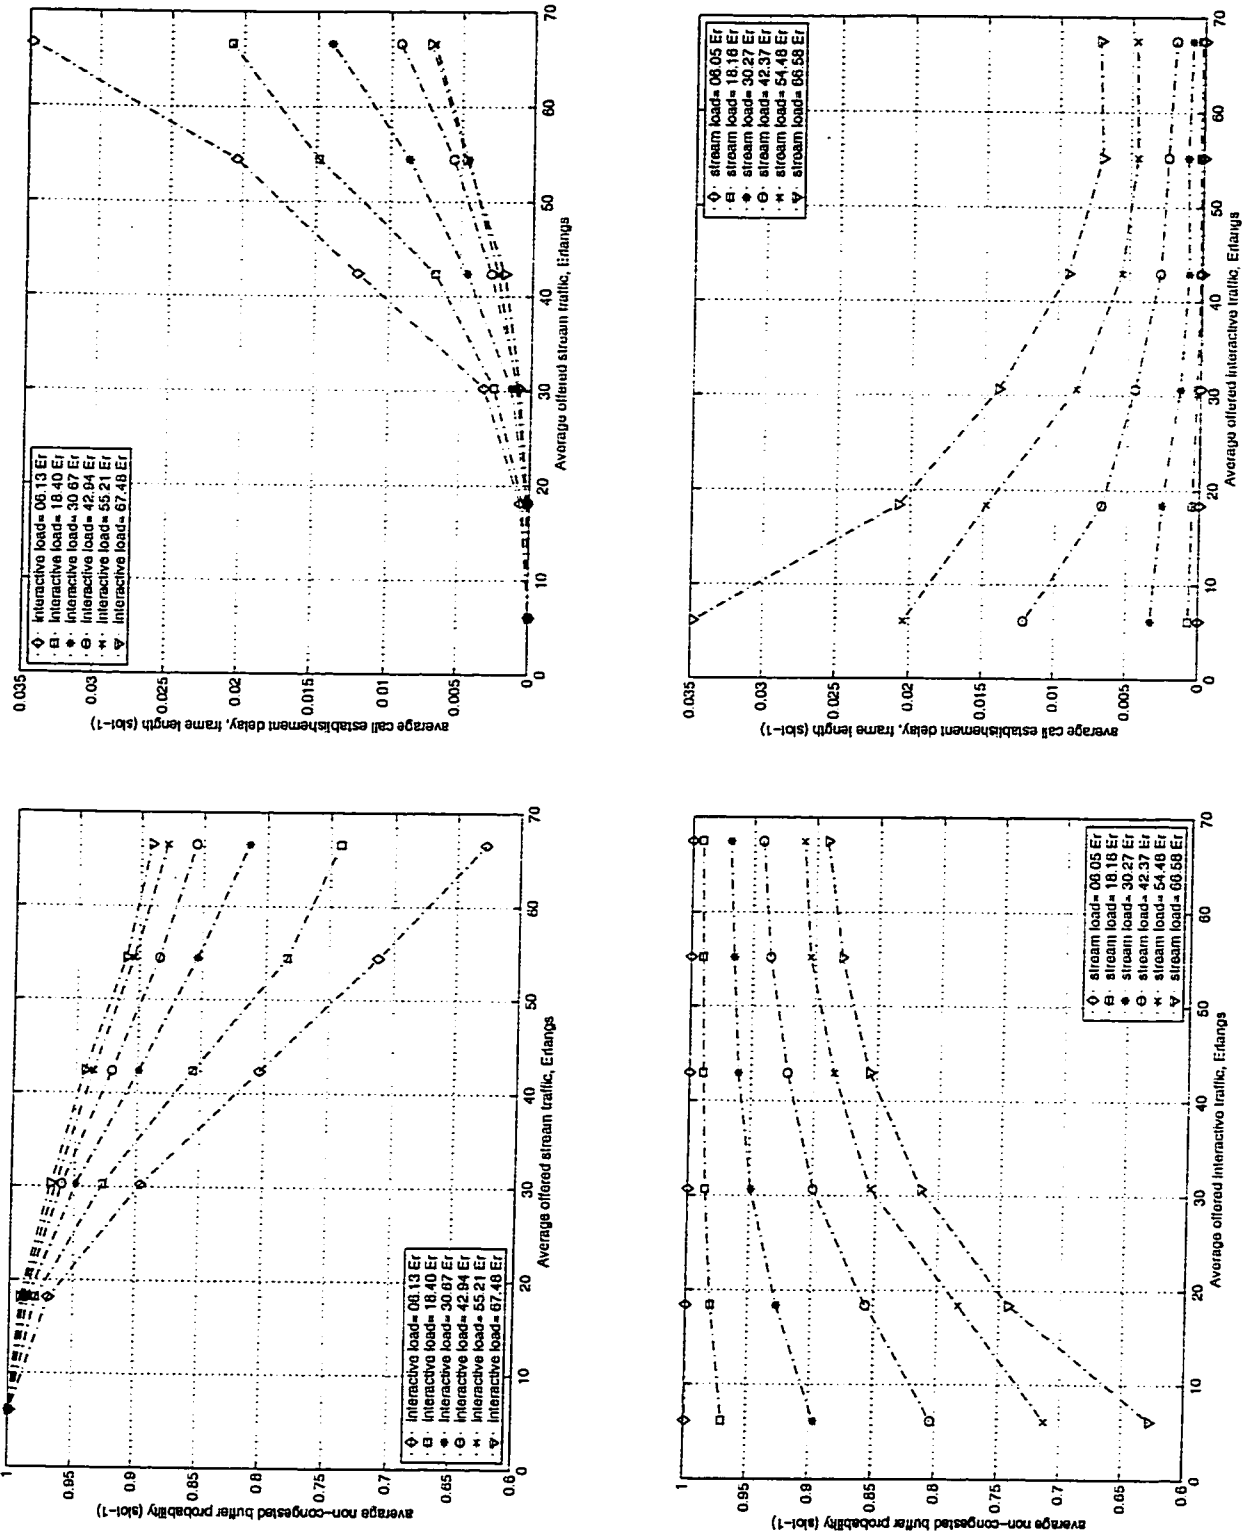 0.035
0.03
0.025
0.02
0.015
0.01
0.005
0
average call establishement delay, frame length (slot-1)
0
10
20
30
40
50
60
70
Average offered stream traffic, Erlangs
Interactive load= 06.13 Er
Interactive load= 18.40 Er
Interactive load= 30.67 Er
Interactive load= 42.94 Er
Interactive load= 55.21 Er
Interactive load= 67.48 Er
0.035
0.03
0.025
0.02
0.015
0.01
0.005
0
average call establishement delay, frame length (slot-1)
0
10
20
30
40
50
60
70
Average offered Interactive traffic, Erlangs
stream load= 06.05 Er
stream load= 18.16 Er
stream load= 30.27 Er
stream load= 42.37 Er
stream load= 54.48 Er
stream load= 66.58 Er
1
0.95
0.9
0.85
0.8
0.75
0.7
0.65
0.6
average non-congested buffer probability (slot-1)
0
10
20
30
40
50
60
70
Average offered stream traffic, Erlangs
Interactive load= 06.13 Er
Interactive load= 18.40 Er
Interactive load= 30.67 Er
Interactive load= 42.94 Er
Interactive load= 55.21 Er
Interactive load= 67.48 Er
1
0.95
0.9
0.85
0.8
0.75
0.7
0.65
0.6
average non-congested buffer probability (slot-1)
0
10
20
30
40
50
60
70
Average offered Interactive traffic, Erlangs
stream load= 06.05 Er
stream load= 18.16 Er
stream load= 30.27 Er
stream load= 42.37 Er
stream load= 54.48 Er
stream load= 66.58 Er